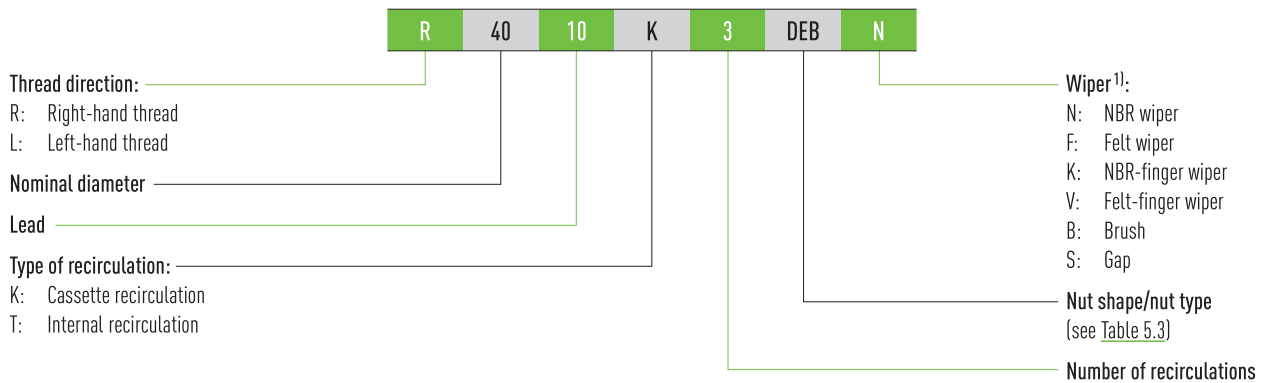 R 40 10 K 3 DEB N
Thread direction:
R: Right-hand thread
L: Left-hand thread
Nominal diameter
Lead
Type of recirculation:
K: Cassette recirculation
T: Internal recirculation
Wiper¹⁾:
N: NBR wiper
F: Felt wiper
K: NBR-finger wiper
V: Felt-finger wiper
B: Brush
S: Gap
Nut shape/nut type
(see Table 5.3)
Number of recirculations